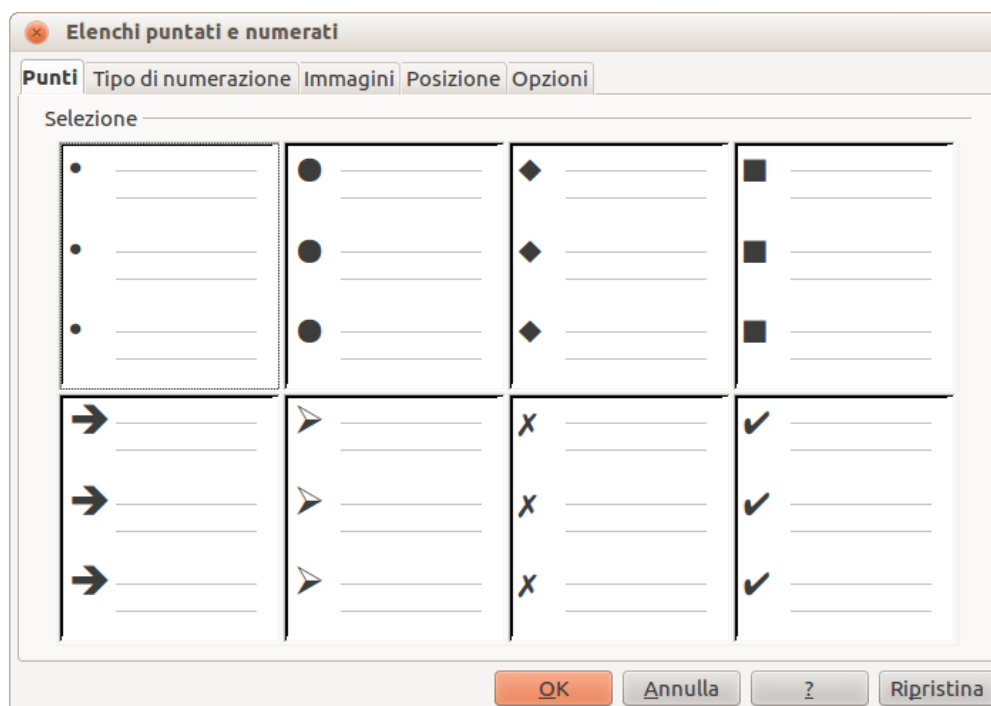 Elenchi puntati e numerati
Punti Tipo di numerazione Immagini Posizione Opzioni
Selezione
OK Annulla ? Ripristina